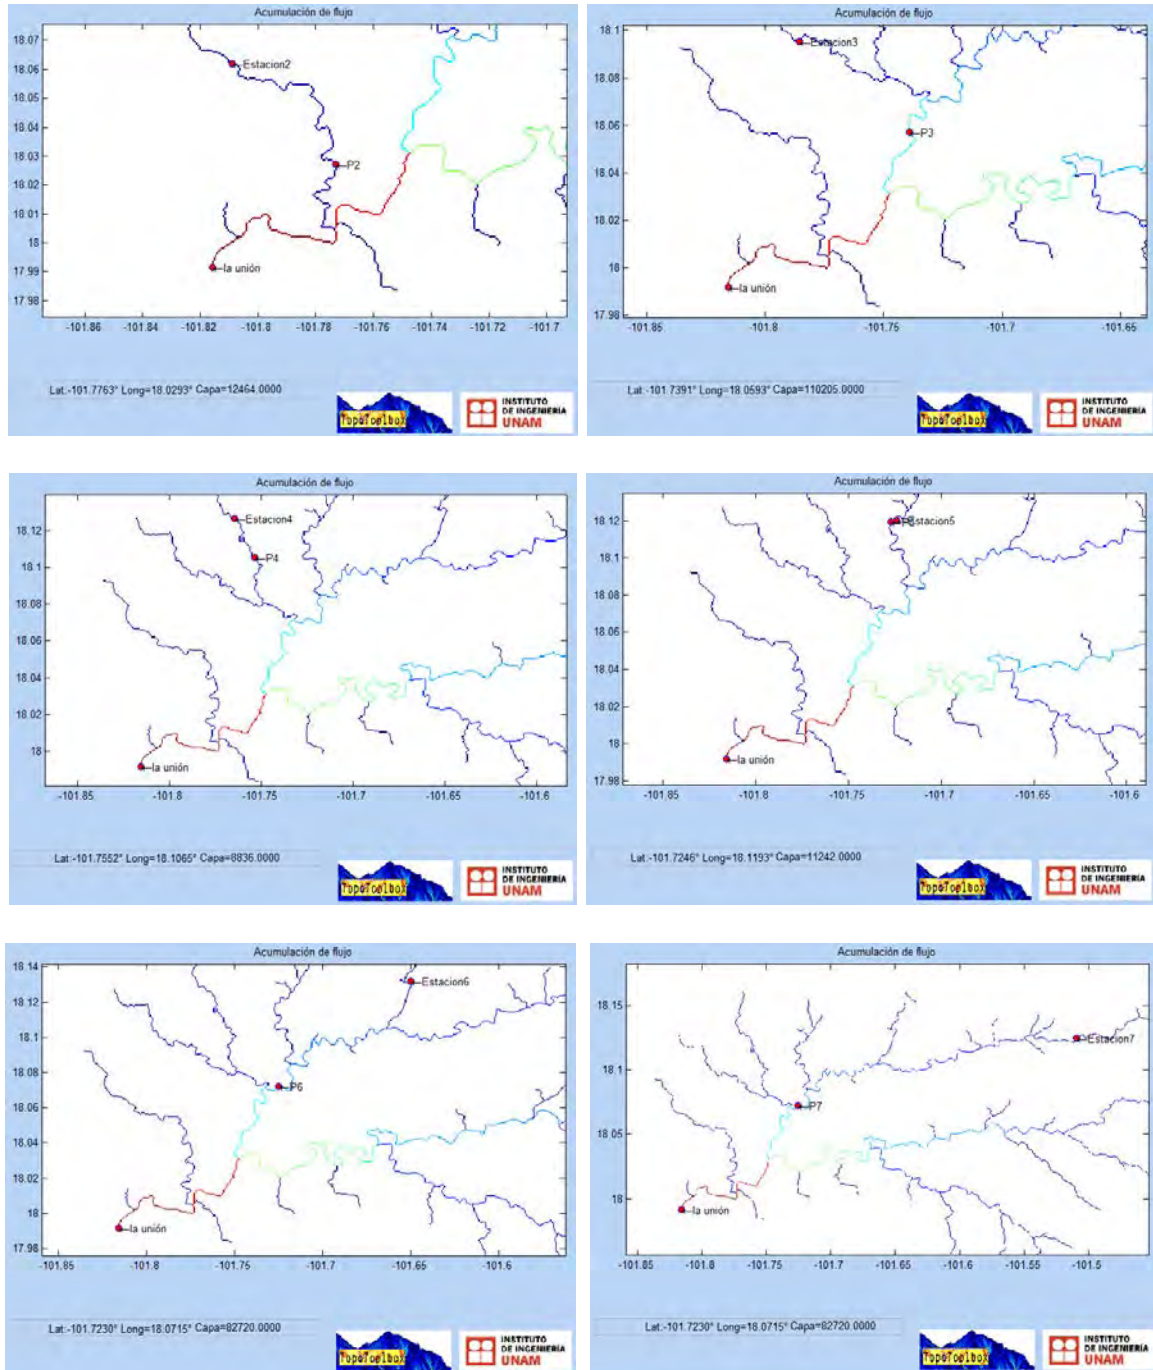 Acumulación de flujo
18.07
18.06
18.05
18.04
18.03
18.02
18.01
18
17.99
17.98
Estacion2
P2
la unión
-101.86 -101.84 -101.82 -101.8 -101.78 -101.76 -101.74 -101.72 -101.7
Lat:-101.7763° Long=18.0293° Capa=12464.0000
TopoToolbox
INSTITUTO
DE INGENIERÍA
UNAM
Acumulación de flujo
18.1
18.08
18.06
18.04
18.02
18
17.98
Estacion3
P3
la unión
-101.85 -101.8 -101.75 -101.7 -101.65
Lat:-101.7391° Long=18.0593° Capa=110205.0000
TopoToolbox
INSTITUTO
DE INGENIERÍA
UNAM
Acumulación de flujo
18.12
18.1
18.08
18.06
18.04
18.02
18
Estacion4
P4
la unión
-101.85 -101.8 -101.75 -101.7 -101.65 -101.6
Lat:-101.7552° Long=18.1065° Capa=8836.0000
TopoToolbox
INSTITUTO
DE INGENIERÍA
UNAM
Acumulación de flujo
18.12
18.1
18.08
18.06
18.04
18.02
18
17.98
Estacion5
la unión
-101.85 -101.8 -101.75 -101.7 -101.65 -101.6
Lat:-101.7246° Long=18.1193° Capa=11242.0000
TopoToolbox
INSTITUTO
DE INGENIERÍA
UNAM
Acumulación de flujo
18.14
18.12
18.1
18.08
18.06
18.04
18.02
18
17.98
Estacion6
P6
la unión
-101.85 -101.8 -101.75 -101.7 -101.65 -101.6
Lat:-101.7230° Long=18.0715° Capa=82720.0000
TopoToolbox
INSTITUTO
DE INGENIERÍA
UNAM
Acumulación de flujo
18.15
18.1
18.05
18
Estacion7
P7
la unión
-101.85 -101.8 -101.75 -101.7 -101.65 -101.6 -101.55 -101.5
Lat:-101.7230° Long=18.0715° Capa=82720.0000
TopoToolbox
INSTITUTO
DE INGENIERÍA
UNAM